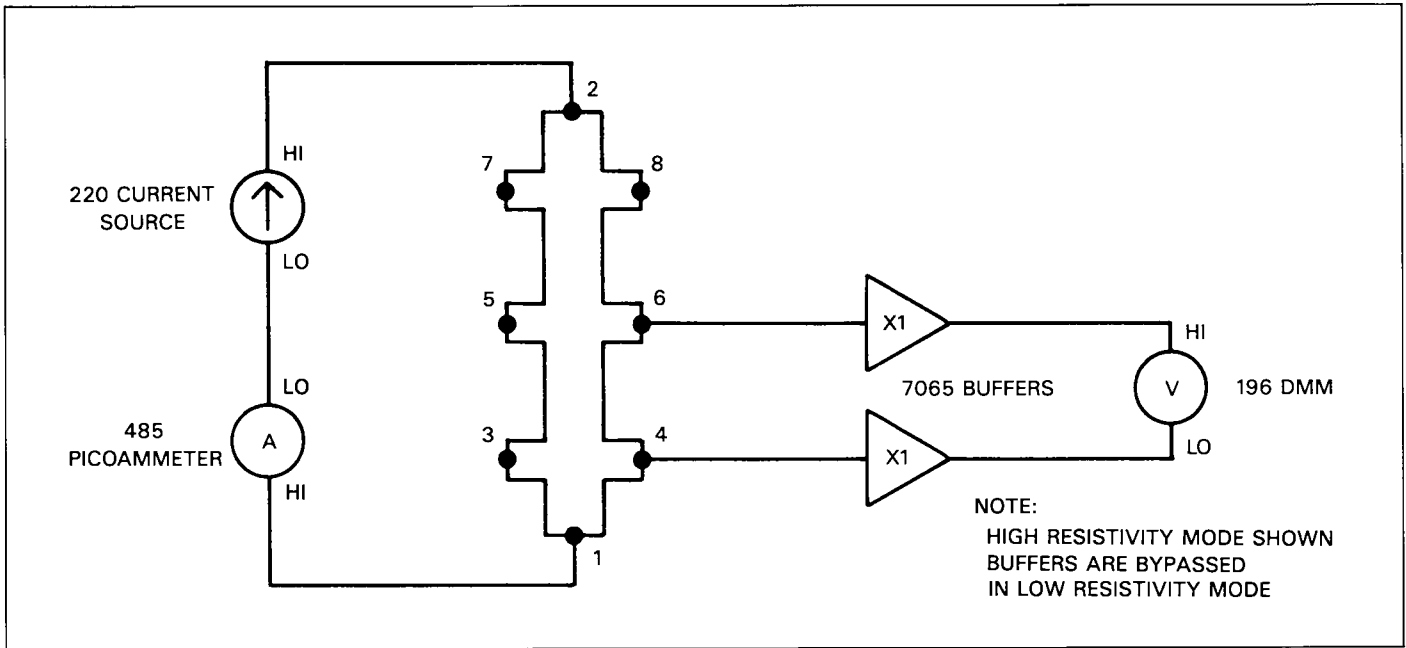 2
HI
7
8
220 CURRENT
SOURCE
LO
5
6
X1
HI
7065 BUFFERS
V
196 DMM
LO
485
PICOAMMETER
A
3
4
X1
LO
HI
1
NOTE:
HIGH RESISTIVITY MODE SHOWN
BUFFERS ARE BYPASSED
IN LOW RESISTIVITY MODE